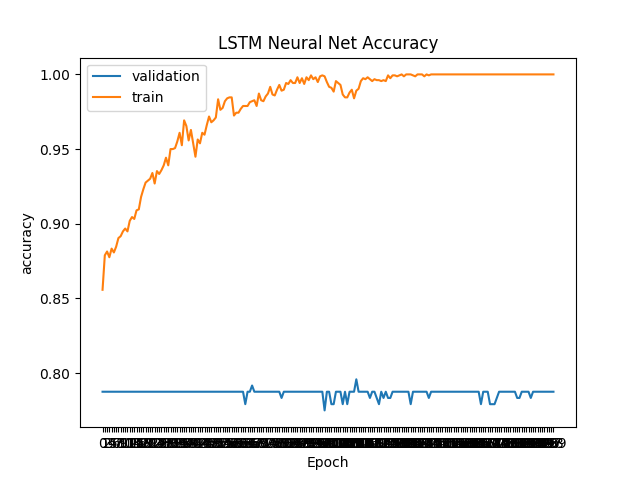 LSTM Neural Net Accuracy
validation
train
1.00
0.95
0.90
0.85
0.80
accuracy
Epoch